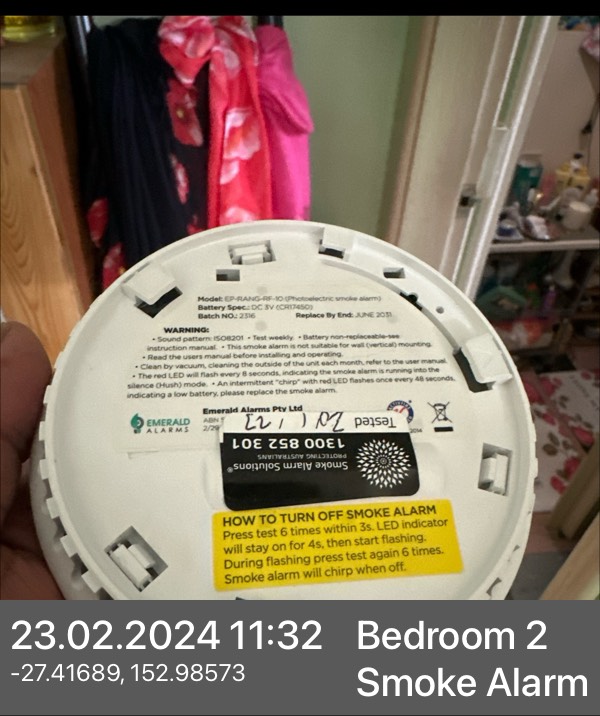 Model: EP-RANG-RF-10 (Photoelectric smoke alarm)
Battery Spec.: DC 3V (CR17450)
Batch NO.: 2316 Replace By End: JUNE 2031
WARNING:
• Sound pattern: ISO8201 • Test weekly. • Battery non-replaceable-see
instruction manual. • This smoke alarm is not suitable for wall (vertical) mounting.
• Read the users manual before installing and operating.
• Clean by vacuum, cleaning the outside of the unit each month, refer to the user manual.
• The red LED will flash every 8 seconds, indicating the smoke alarm is running into the
silence (Hush) mode. • An intermittent "chirp" with red LED flashes once every 48 seconds,
indicating a low battery, please replace the smoke alarm.
EMERALD
ALARMS
Emerald Alarms Pty Ltd
ABN
2/29
2014
Tested
1300 852 301
PROTECTING AUSTRALIANS
Smoke Alarm Solutions®
HOW TO TURN OFF SMOKE ALARM
Press test 6 times within 3s. LED indicator
will stay on for 4s, then start flashing.
During flashing press test again 6 times.
Smoke alarm will chirp when off.
23.02.2024 11:32
-27.41689, 152.98573
Bedroom 2
Smoke Alarm